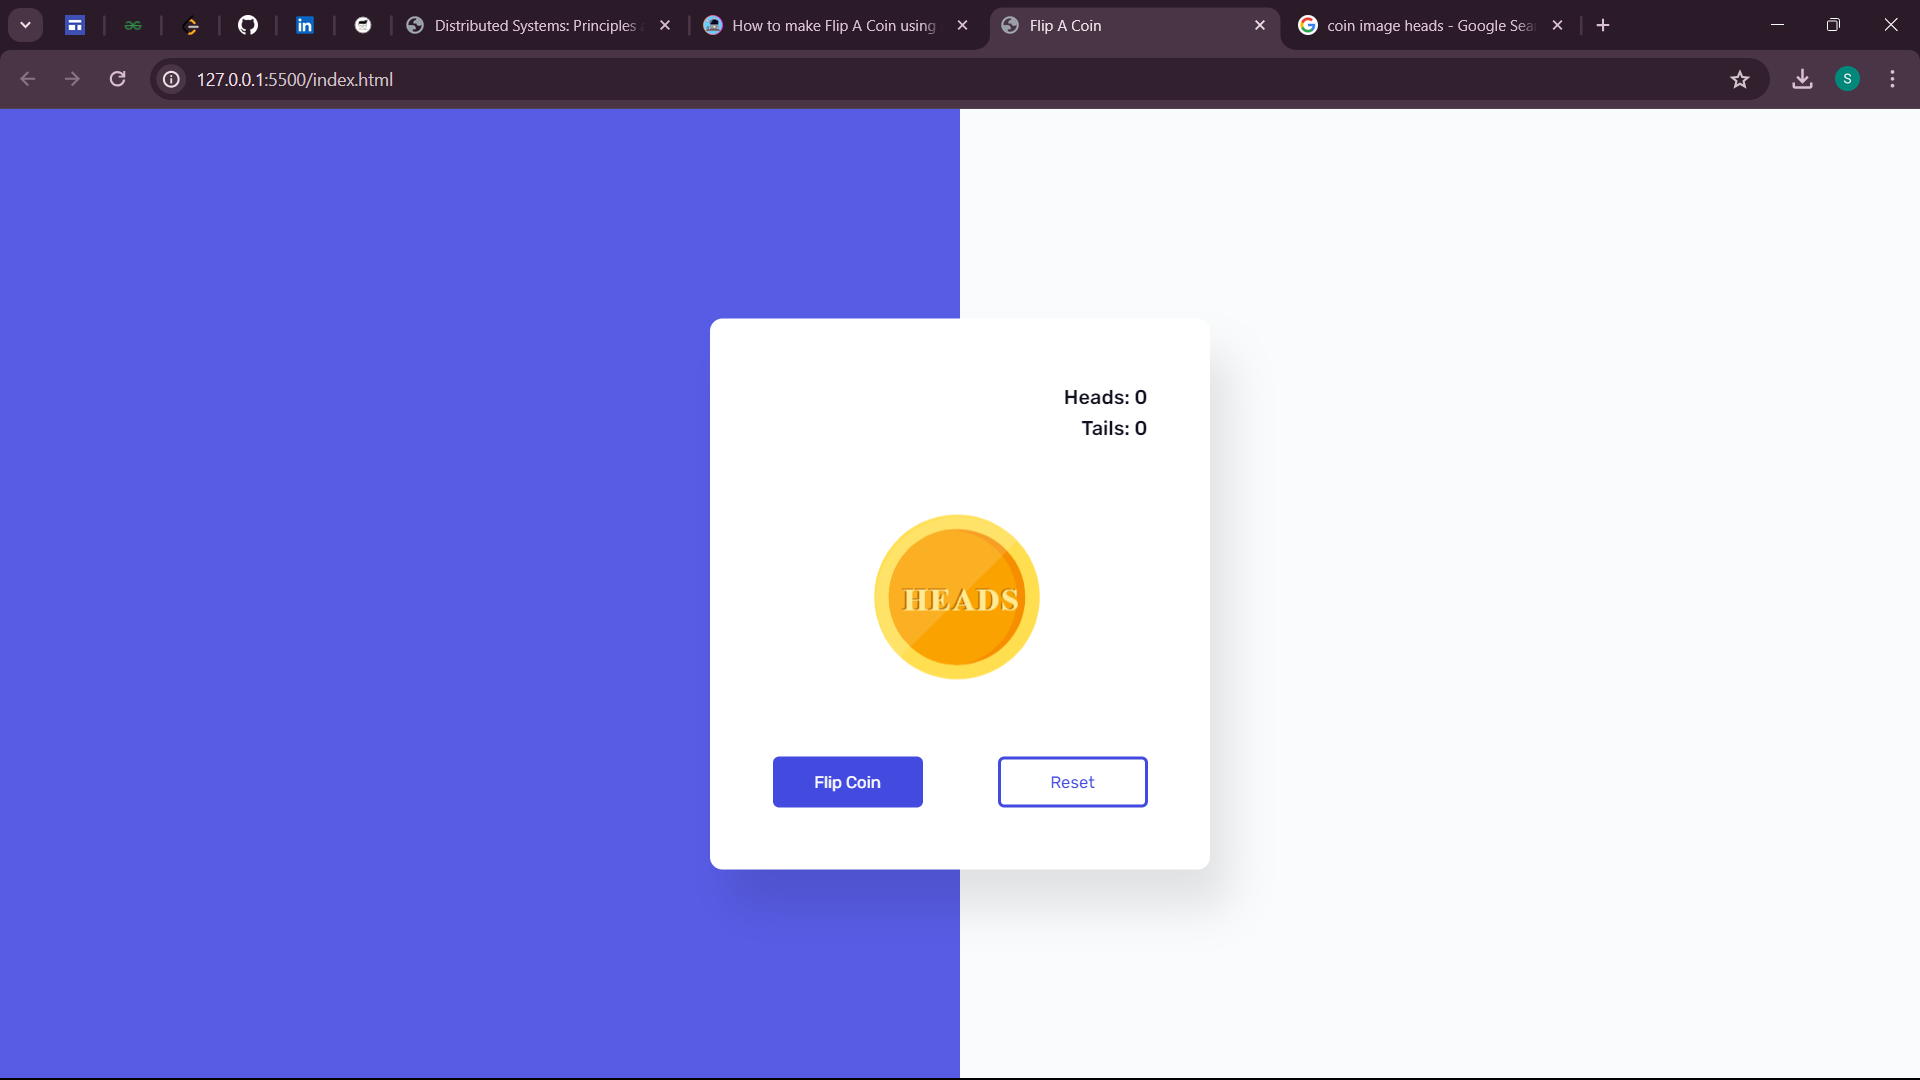 Distributed Systems: Principles
How to make Flip A Coin using
Flip A Coin
coin image heads - Google Sea
127.0.0.1:5500/index.html
S
Heads: 0
Tails: 0
HEADS
Flip Coin
Reset